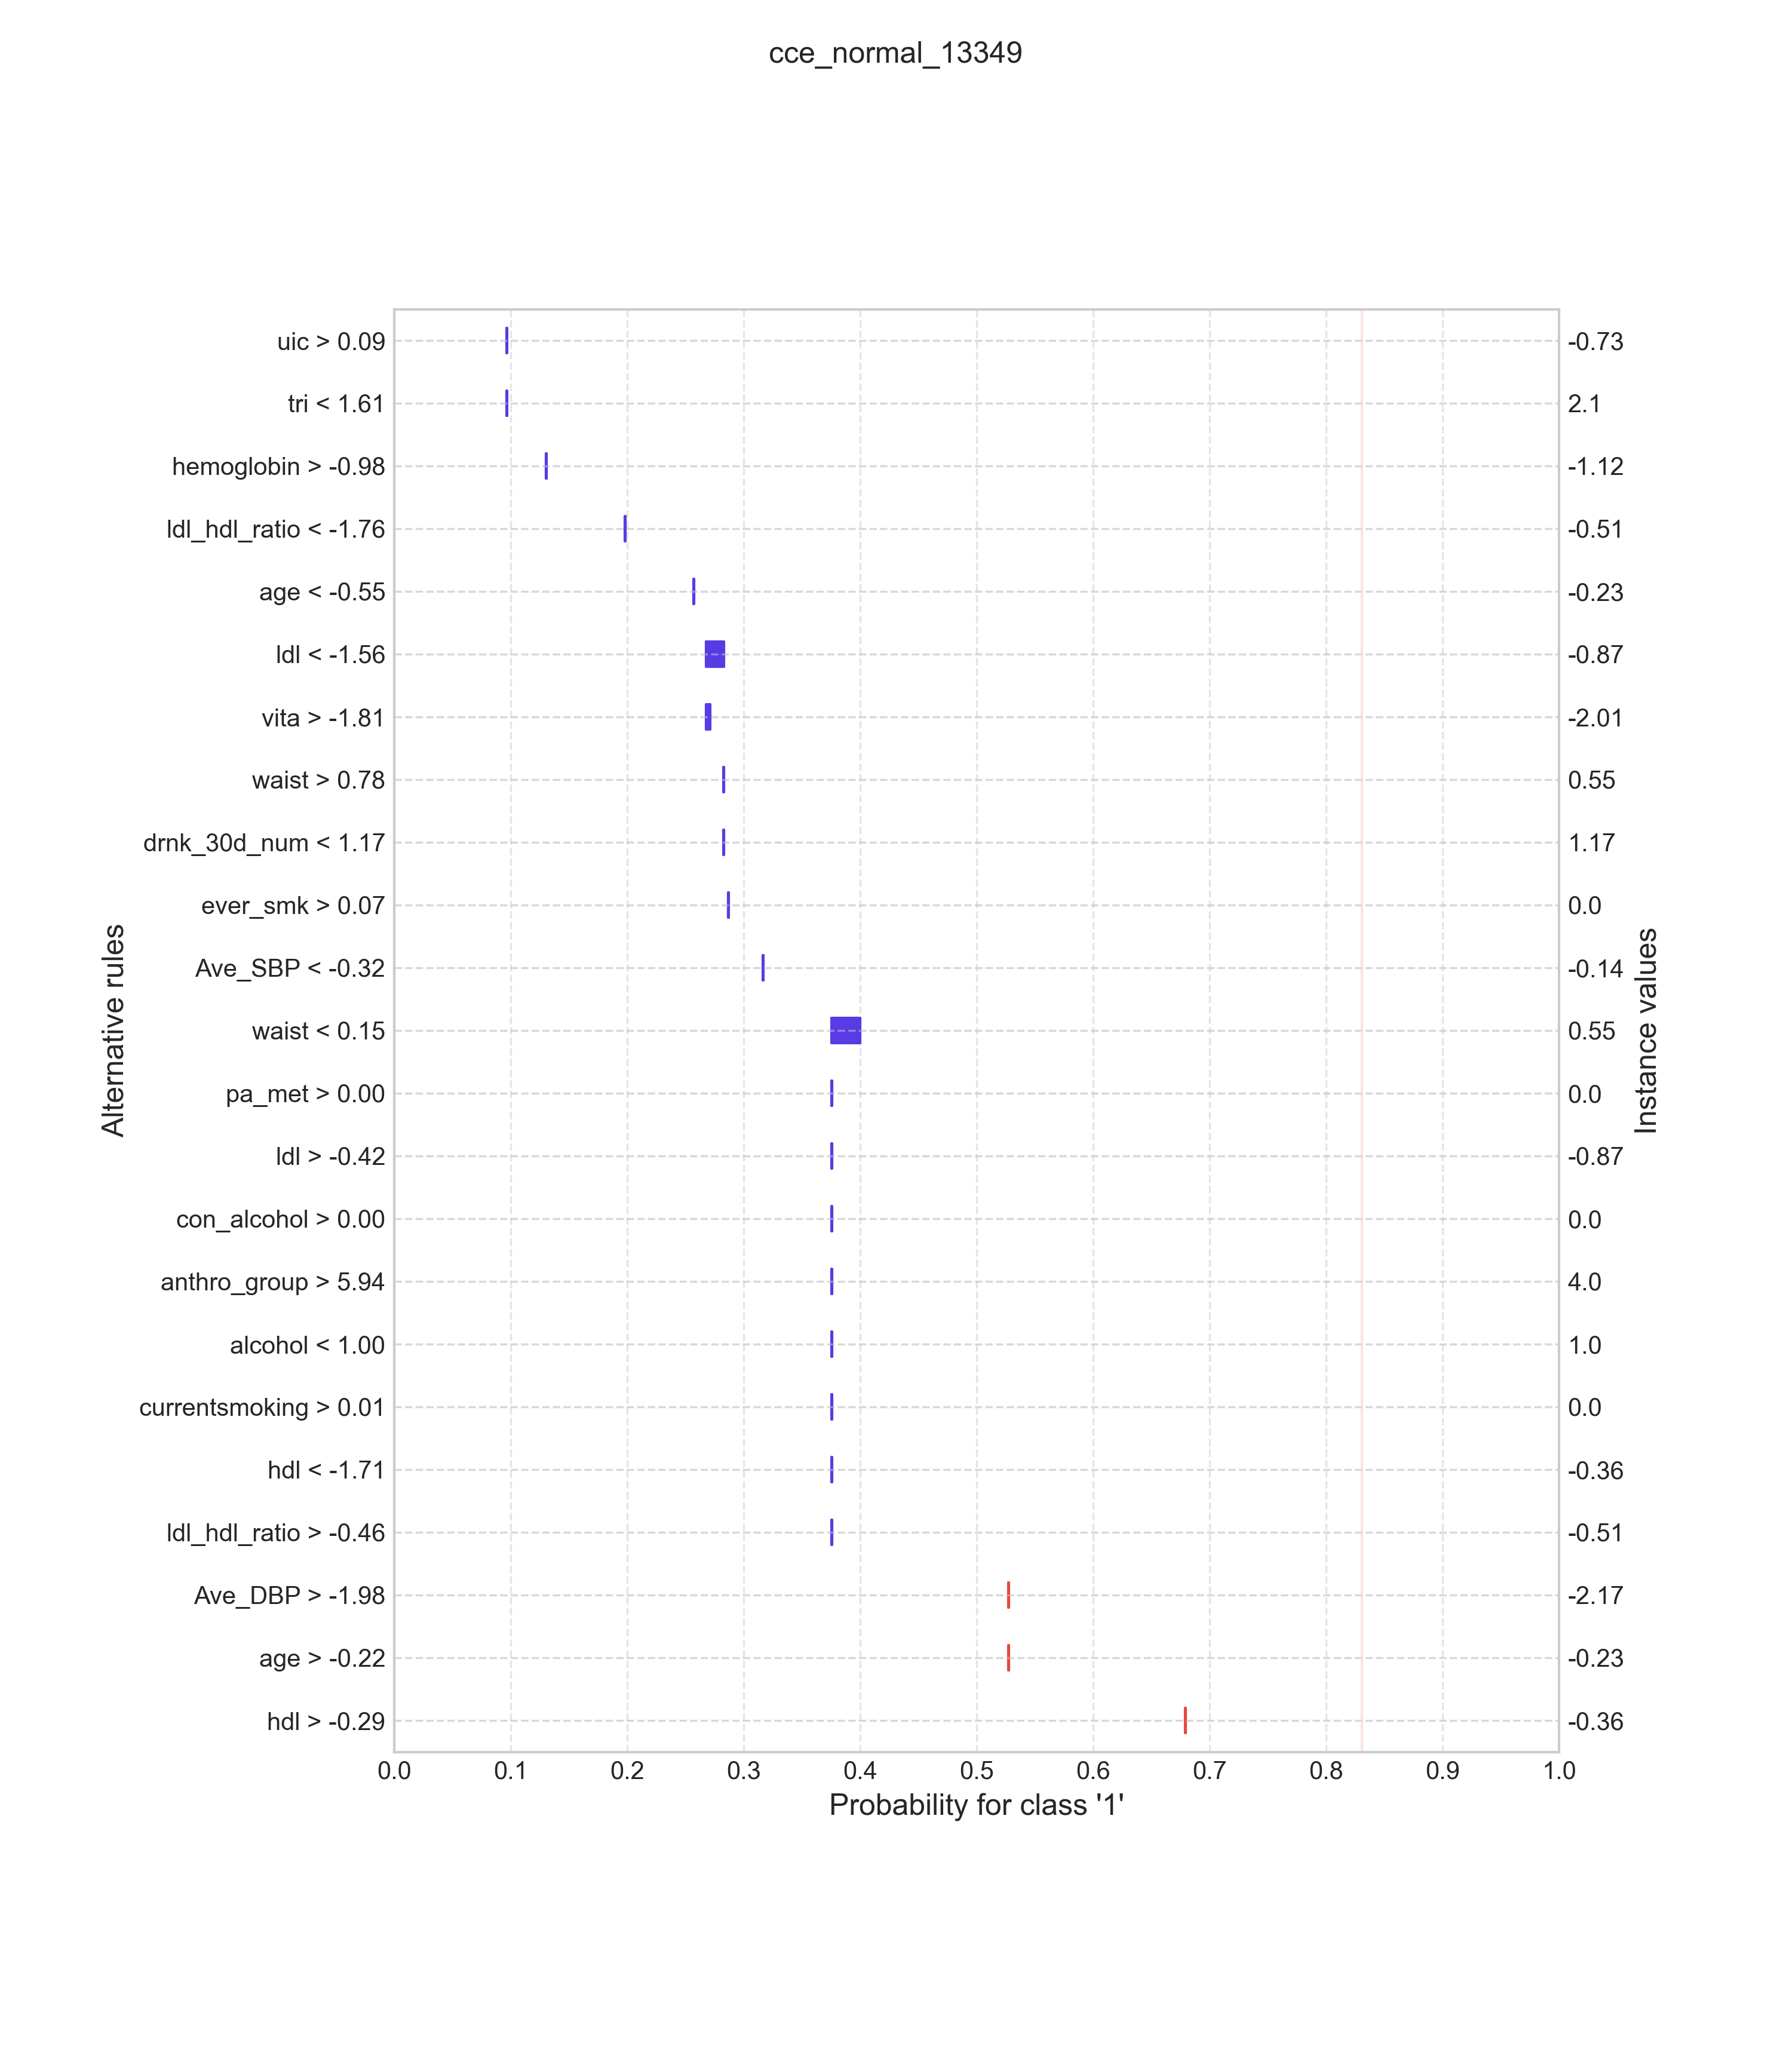 cce_normal_13349
uic > 0.09 -0.73
tri < 1.61 2.1
hemoglobin > -0.98 -1.12
ldl_hdl_ratio < -1.76 -0.51
age < -0.55 -0.23
ldl < -1.56 -0.87
vita > -1.81 -2.01
waist > 0.78 0.55
drnk_30d_num < 1.17 1.17
ever_smk > 0.07 0.0
Ave_SBP < -0.32 -0.14
waist < 0.15 0.55
pa_met > 0.00 0.0
ldl > -0.42 -0.87
con_alcohol > 0.00 0.0
anthro_group > 5.94 4.0
alcohol < 1.00 1.0
currentsmoking > 0.01 0.0
hdl < -1.71 -0.36
ldl_hdl_ratio > -0.46 -0.51
Ave_DBP > -1.98 -2.17
age > -0.22 -0.23
hdl > -0.29 -0.36
Alternative rules
Instance values
0.0 0.1 0.2 0.3 0.4 0.5 0.6 0.7 0.8 0.9 1.0
Probability for class '1'